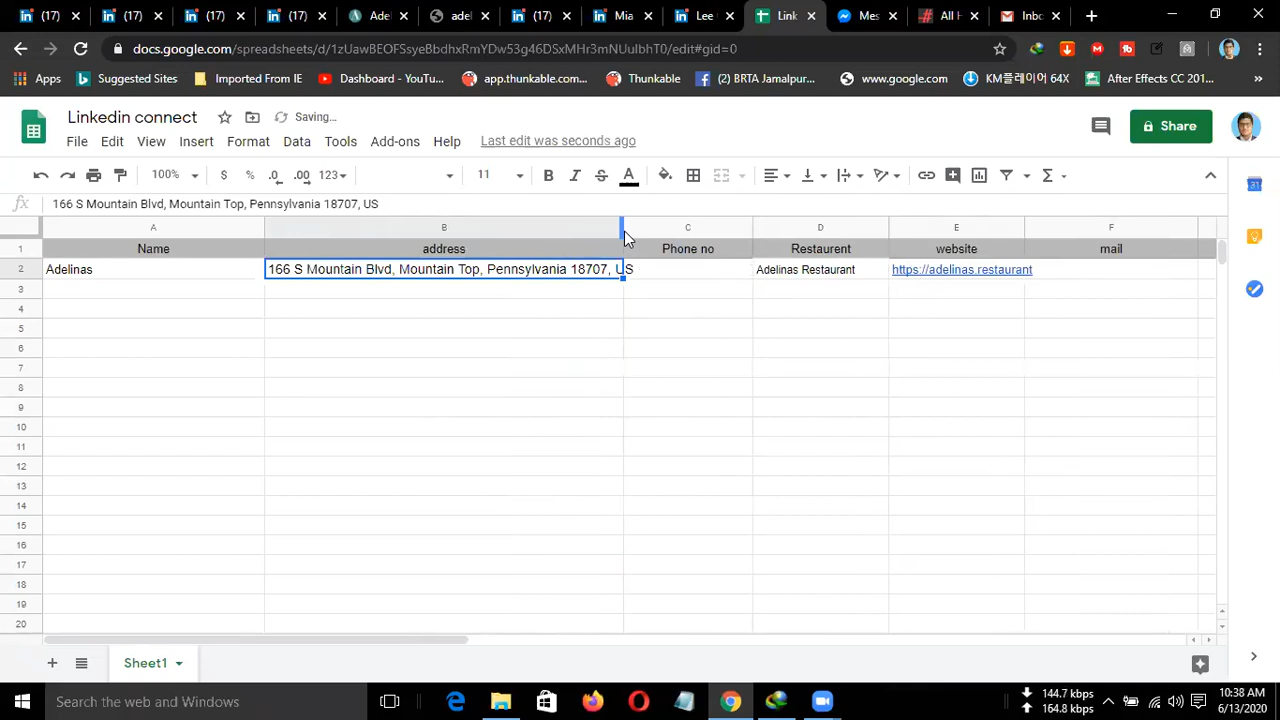 (17) (17) (17) (17) Ade adel (17) Mia Lee Link Mes All H Inbo
docs.google.com/spreadsheets/d/1zUawBEOFSsyeBbdhxRmYDw53g46DSxMHr3mNUuIbhT0/edit#gid=0
Apps Suggested Sites Imported From IE Dashboard - YouTu... app.thunkable.com... Thunkable (2) BRTA Jamalpur... www.google.com KM플레이어 64X After Effects CC 201... »
Linkedin connect Saving...
File Edit View Insert Format Data Tools Add-ons Help Last edit was seconds ago Share
100% $ % .0 .00 123 11 B I S A
fx 166 S Mountain Blvd, Mountain Top, Pennsylvania 18707, US
A B C D E F
1 Name address Phone no Restaurent website mail
2 Adelinas 166 S Mountain Blvd, Mountain Top, Pennsylvania 18707, US Adelinas Restaurant https://adelinas.restaurant
3
4
5
6
7
8
9
10
11
12
13
14
15
16
17
18
19
20
Sheet1
Search the web and Windows
144.7 kbps 10:38 AM
164.8 kbps 6/13/2020